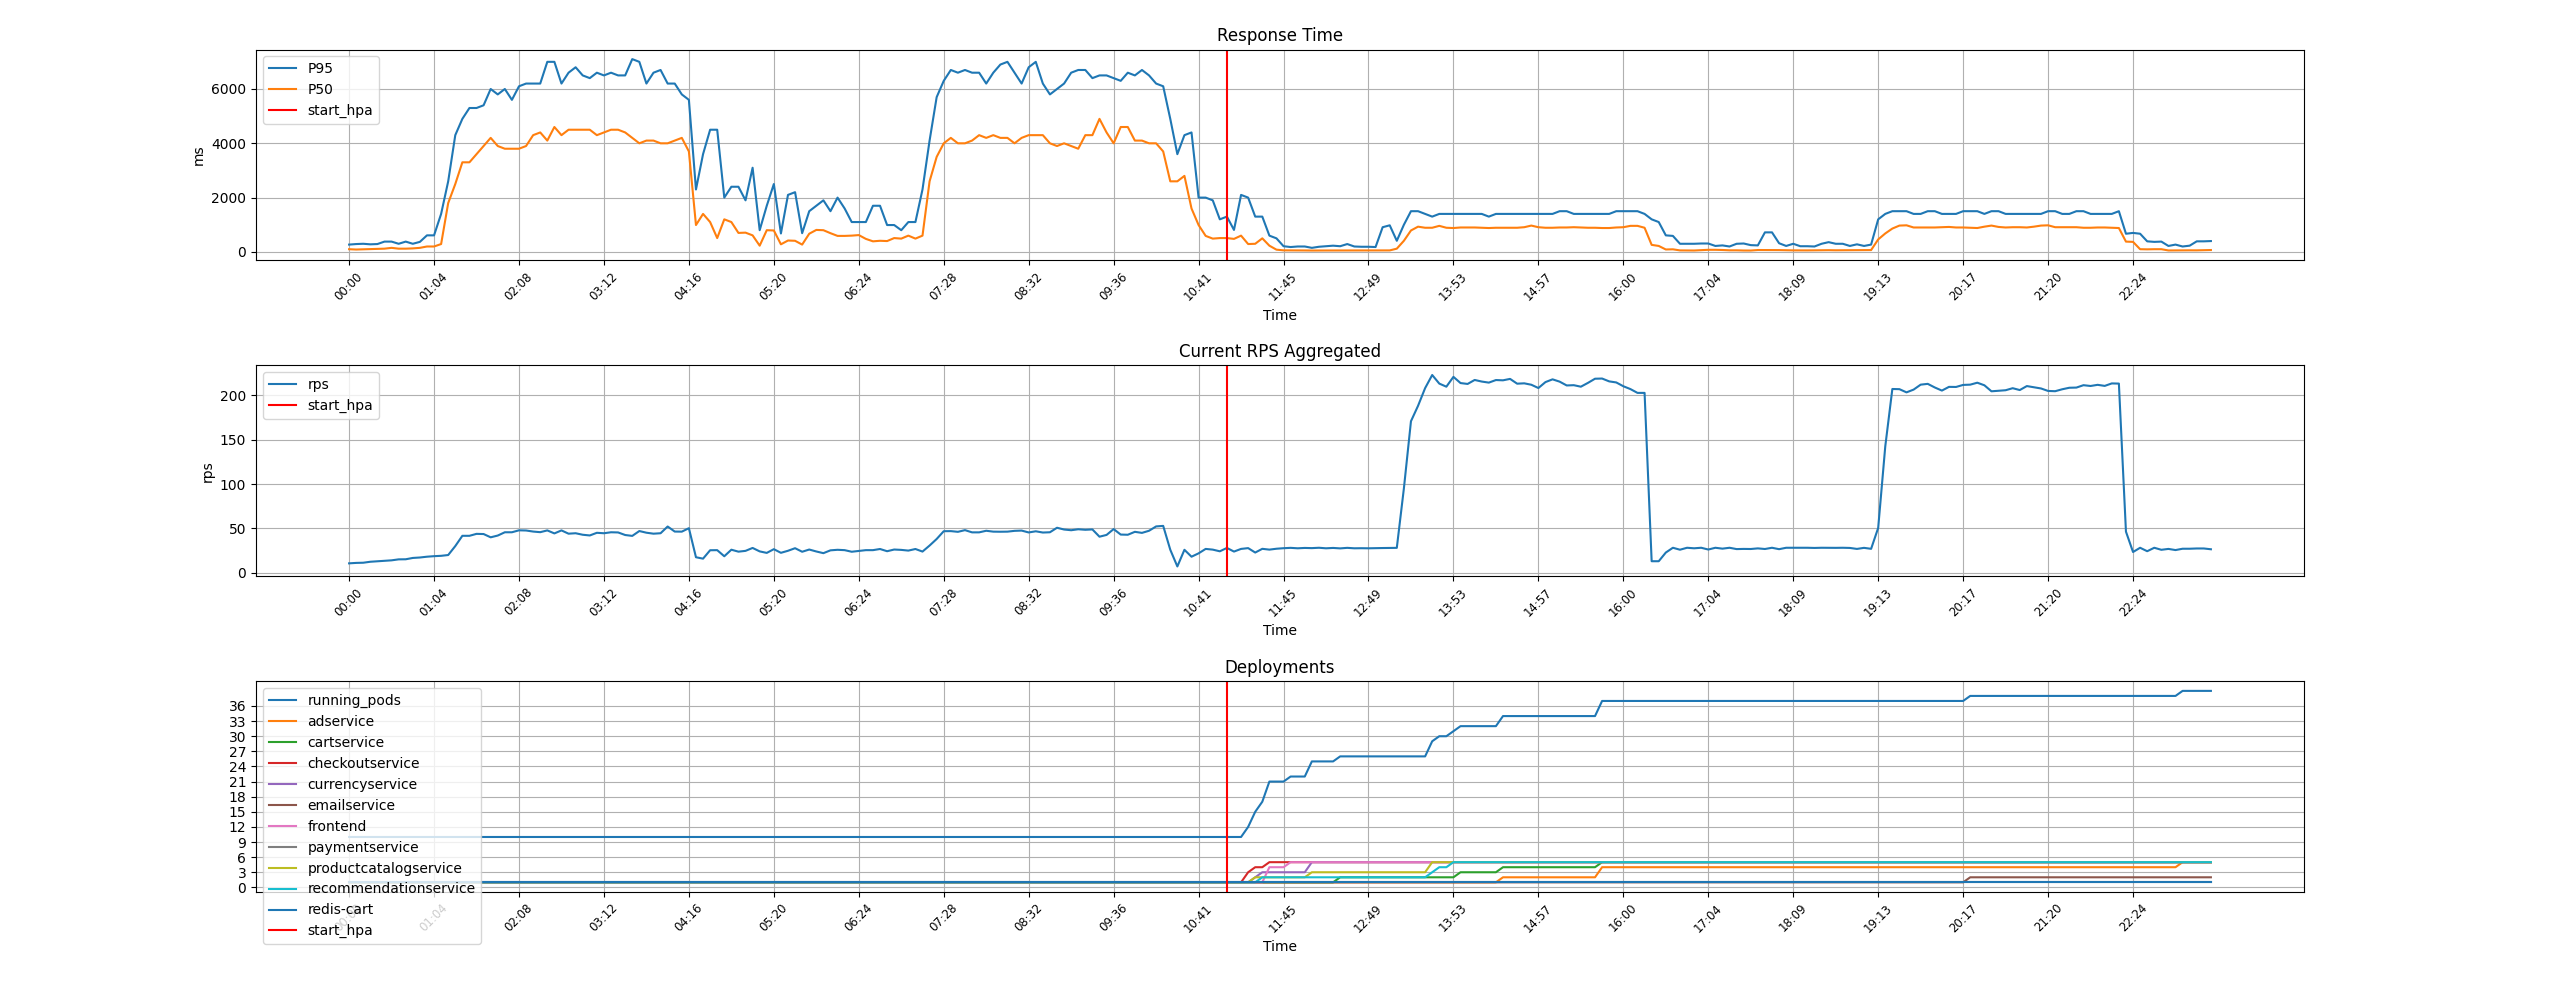 Response Time
P95
P50
start_hpa
6000
4000
2000
0
ms
00:00 01:04 02:08 03:12 04:16 05:20 06:24 07:28 08:32 09:36 10:41 11:45 12:49 13:53 14:57 16:00 17:04 18:09 19:13 20:17 21:20 22:24
Time
Current RPS Aggregated
rps
start_hpa
200
150
100
50
0
rps
00:00 01:04 02:08 03:12 04:16 05:20 06:24 07:28 08:32 09:36 10:41 11:45 12:49 13:53 14:57 16:00 17:04 18:09 19:13 20:17 21:20 22:24
Time
Deployments
running_pods
adservice
cartservice
checkoutservice
currencyservice
emailservice
frontend
paymentservice
productcatalogservice
recommendationservice
redis-cart
start_hpa
36
33
30
27
24
21
18
15
12
9
6
3
0
01:04 02:08 03:12 04:16 05:20 06:24 07:28 08:32 09:36 10:41 11:45 12:49 13:53 14:57 16:00 17:04 18:09 19:13 20:17 21:20 22:24
Time